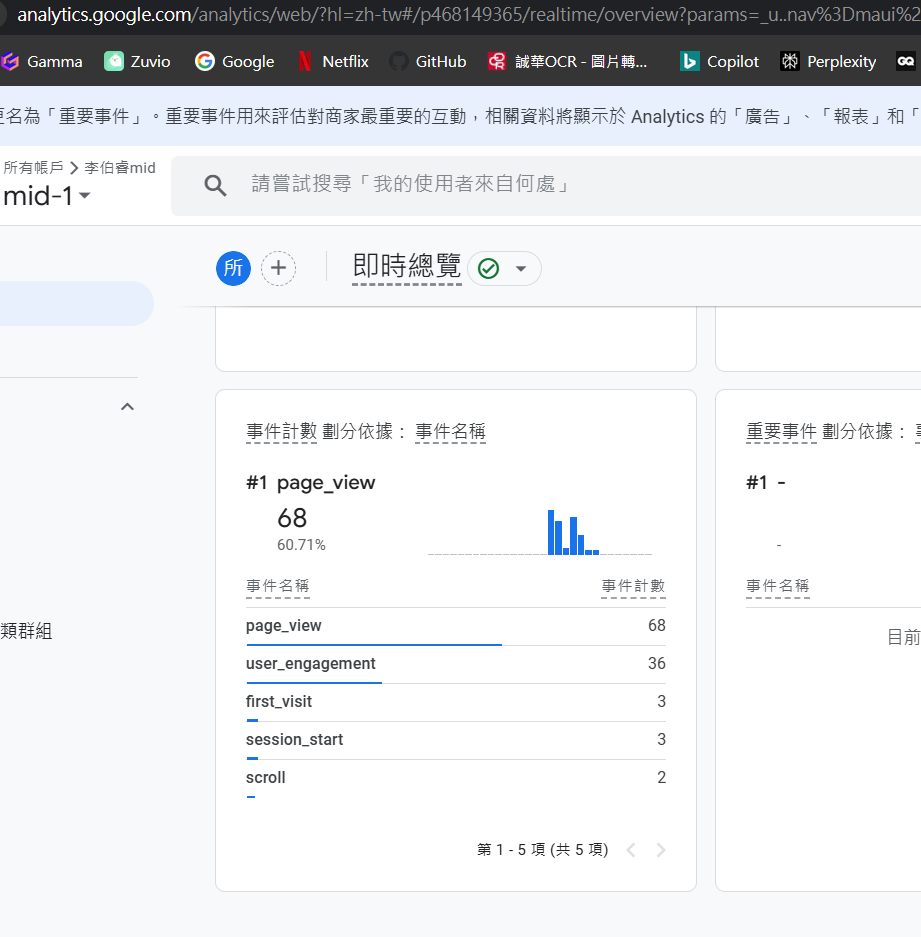 analytics.google.com/analytics/web/?hl=zh-tw#/p468149365/realtime/overview?params=_u..nav%3Dmaui%2
Gamma Zuvio Google Netflix GitHub 誠華OCR - 圖片轉... Copilot Perplexity
更名為「重要事件」。重要事件用來評估對商家最重要的互動，相關資料將顯示於 Analytics 的「廣告」、「報表」和「
所有帳戶 > 李伯睿mid
mid-1
請嘗試搜尋「我的使用者來自何處」
所 + 即時總覽
事件計數 劃分依據： 事件名稱
#1 page_view
68
60.71%
事件名稱 事件計數
page_view 68
user_engagement 36
first_visit 3
session_start 3
scroll 2
第 1 - 5 項 (共 5 項)
重要事件 劃分依據：
#1 -
-
事件名稱
目前
類群組